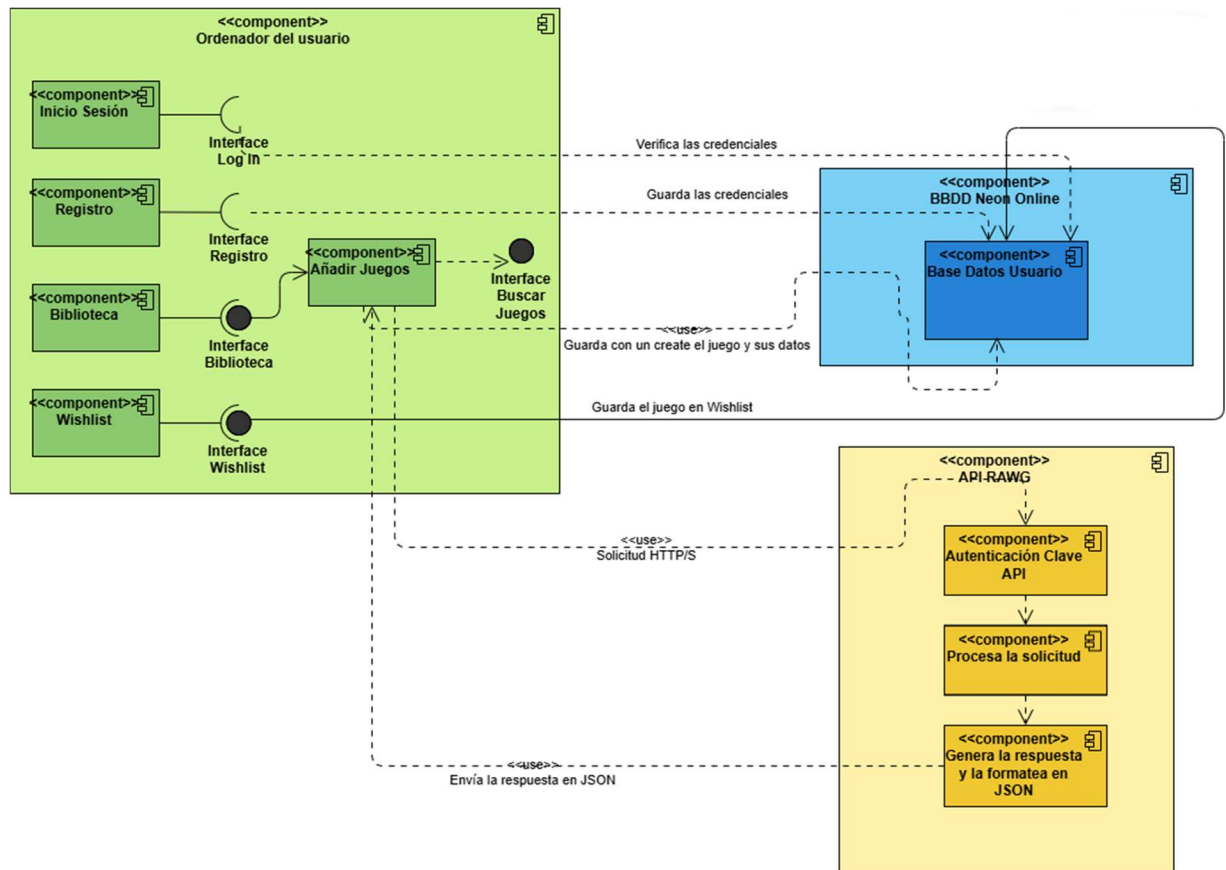 <<component>>
Ordenador del usuario
<<component>>
Inicio Sesión
Interface
Log In
<<component>>
Registro
Interface
Registro
<<component>>
Añadir Juegos
Interface
Buscar
Juegos
<<component>>
Biblioteca
Interface
Biblioteca
<<component>>
Wishlist
Interface
Wishlist
Verifica las credenciales
Guarda las credenciales
<<use>>
Guarda con un create el juego y sus datos
Guarda el juego en Wishlist
<<component>>
BBDD Neon Online
<<component>>
Base Datos Usuario
<<component>>
API RAWG
<<use>>
Solicitud HTTP/S
<<component>>
Autenticación Clave
API
<<component>>
Procesa la solicitud
<<component>>
Genera la respuesta
y la formatea en
JSON
<<use>>
Envía la respuesta en JSON